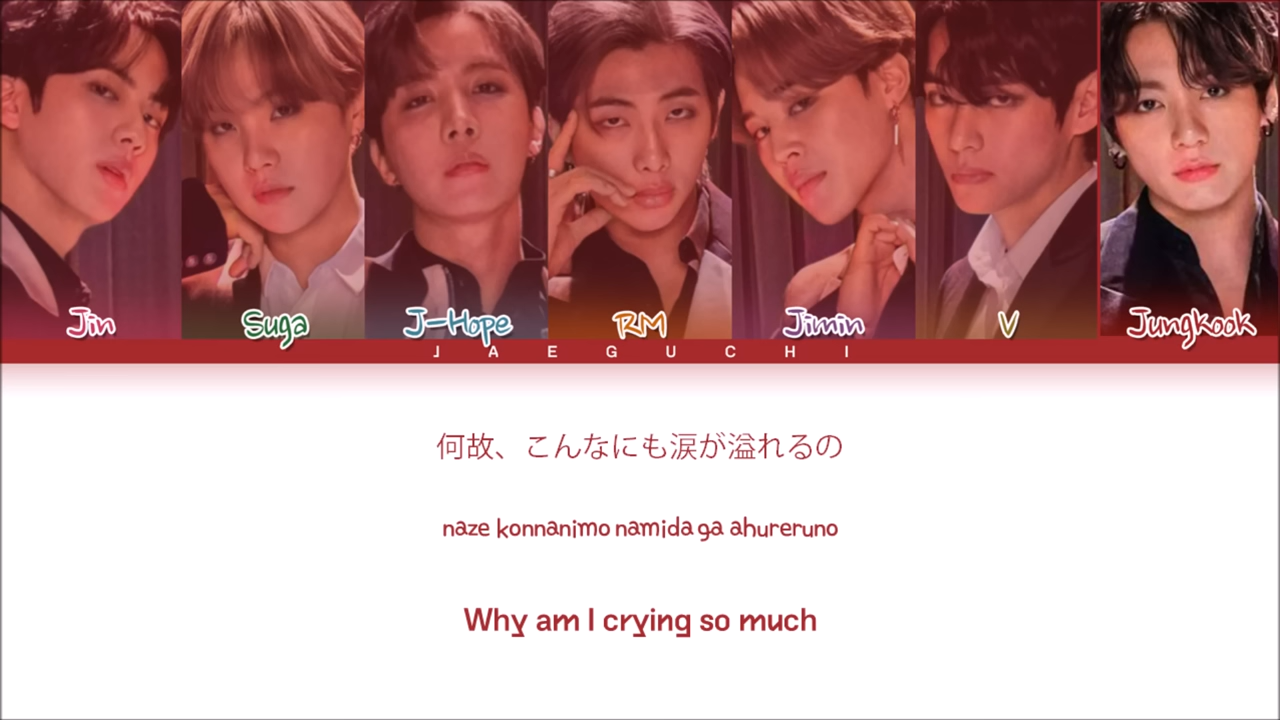 Jin Suga J-Hope RM Jimin V Jungkook
J A E G U C H I
何故、こんなにも涙が溢れるの
naze konnanimo namida ga ahureruno
Why am I crying so much